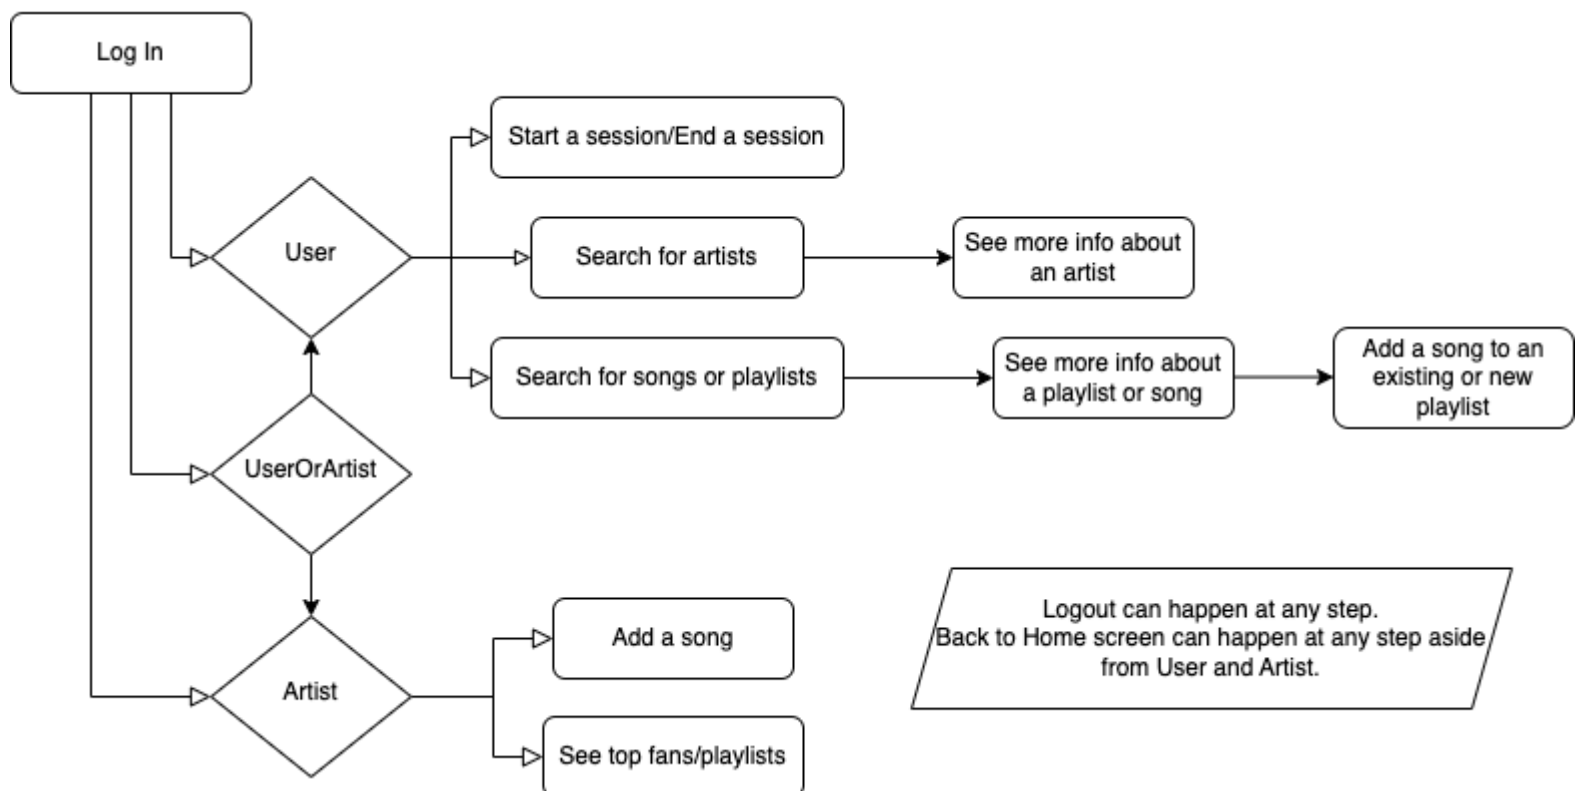 Log In
Start a session/End a session
User
Search for artists
See more info about
an artist
Search for songs or playlists
See more info about
a playlist or song
Add a song to an
existing or new
playlist
UserOrArtist
Logout can happen at any step.
Back to Home screen can happen at any step aside
from User and Artist.
Add a song
Artist
See top fans/playlists